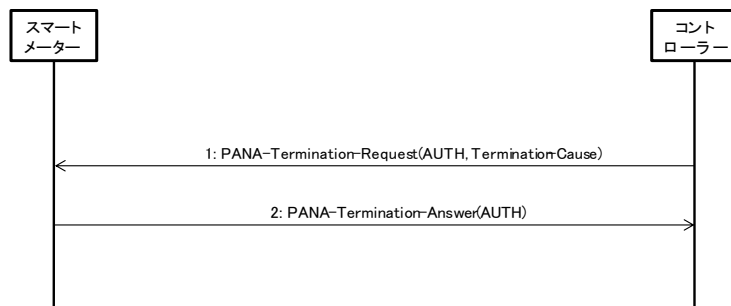 スマート
メーター
コント
ローラー
1: PANA-Termination-Request(AUTH, Termination-Cause)
2: PANA-Termination-Answer(AUTH)